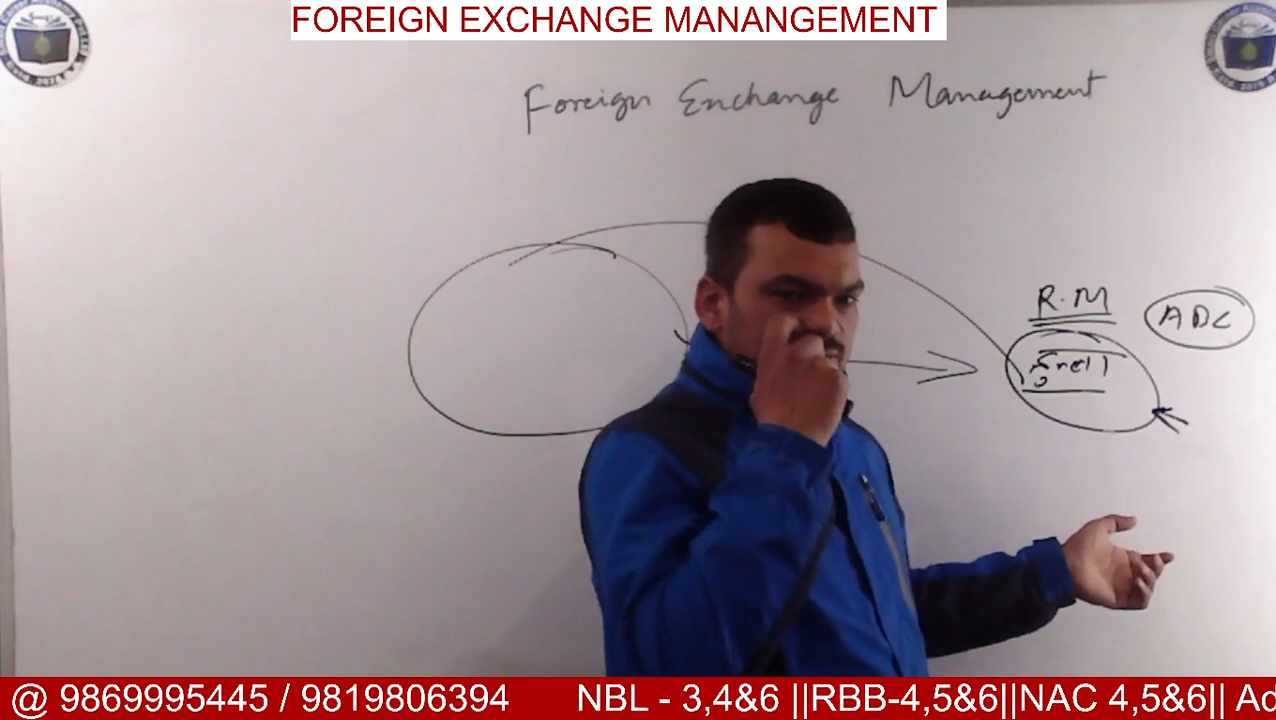 FOREIGN EXCHANGE MANANGEMENT
Foreign Exchange Management
R.M
ADC
@ 9869995445 / 9819806394 NBL - 3,4&6 ||RBB-4,5&6||NAC 4,5&6|| Ad